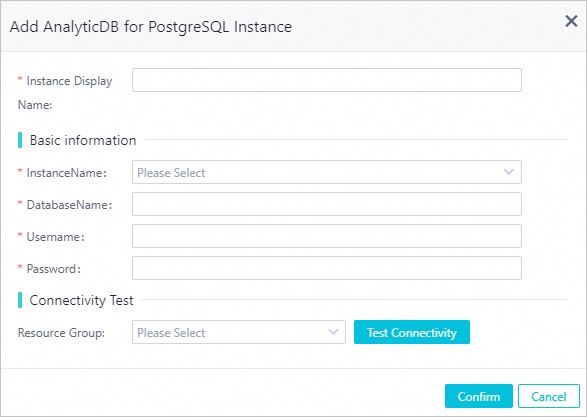 Add AnalyticDB for PostgreSQL Instance
* Instance Display
Name:
Basic information
* InstanceName: Please Select
* DatabaseName:
* Username:
* Password:
Connectivity Test
Resource Group: Please Select Test Connectivity
Confirm Cancel